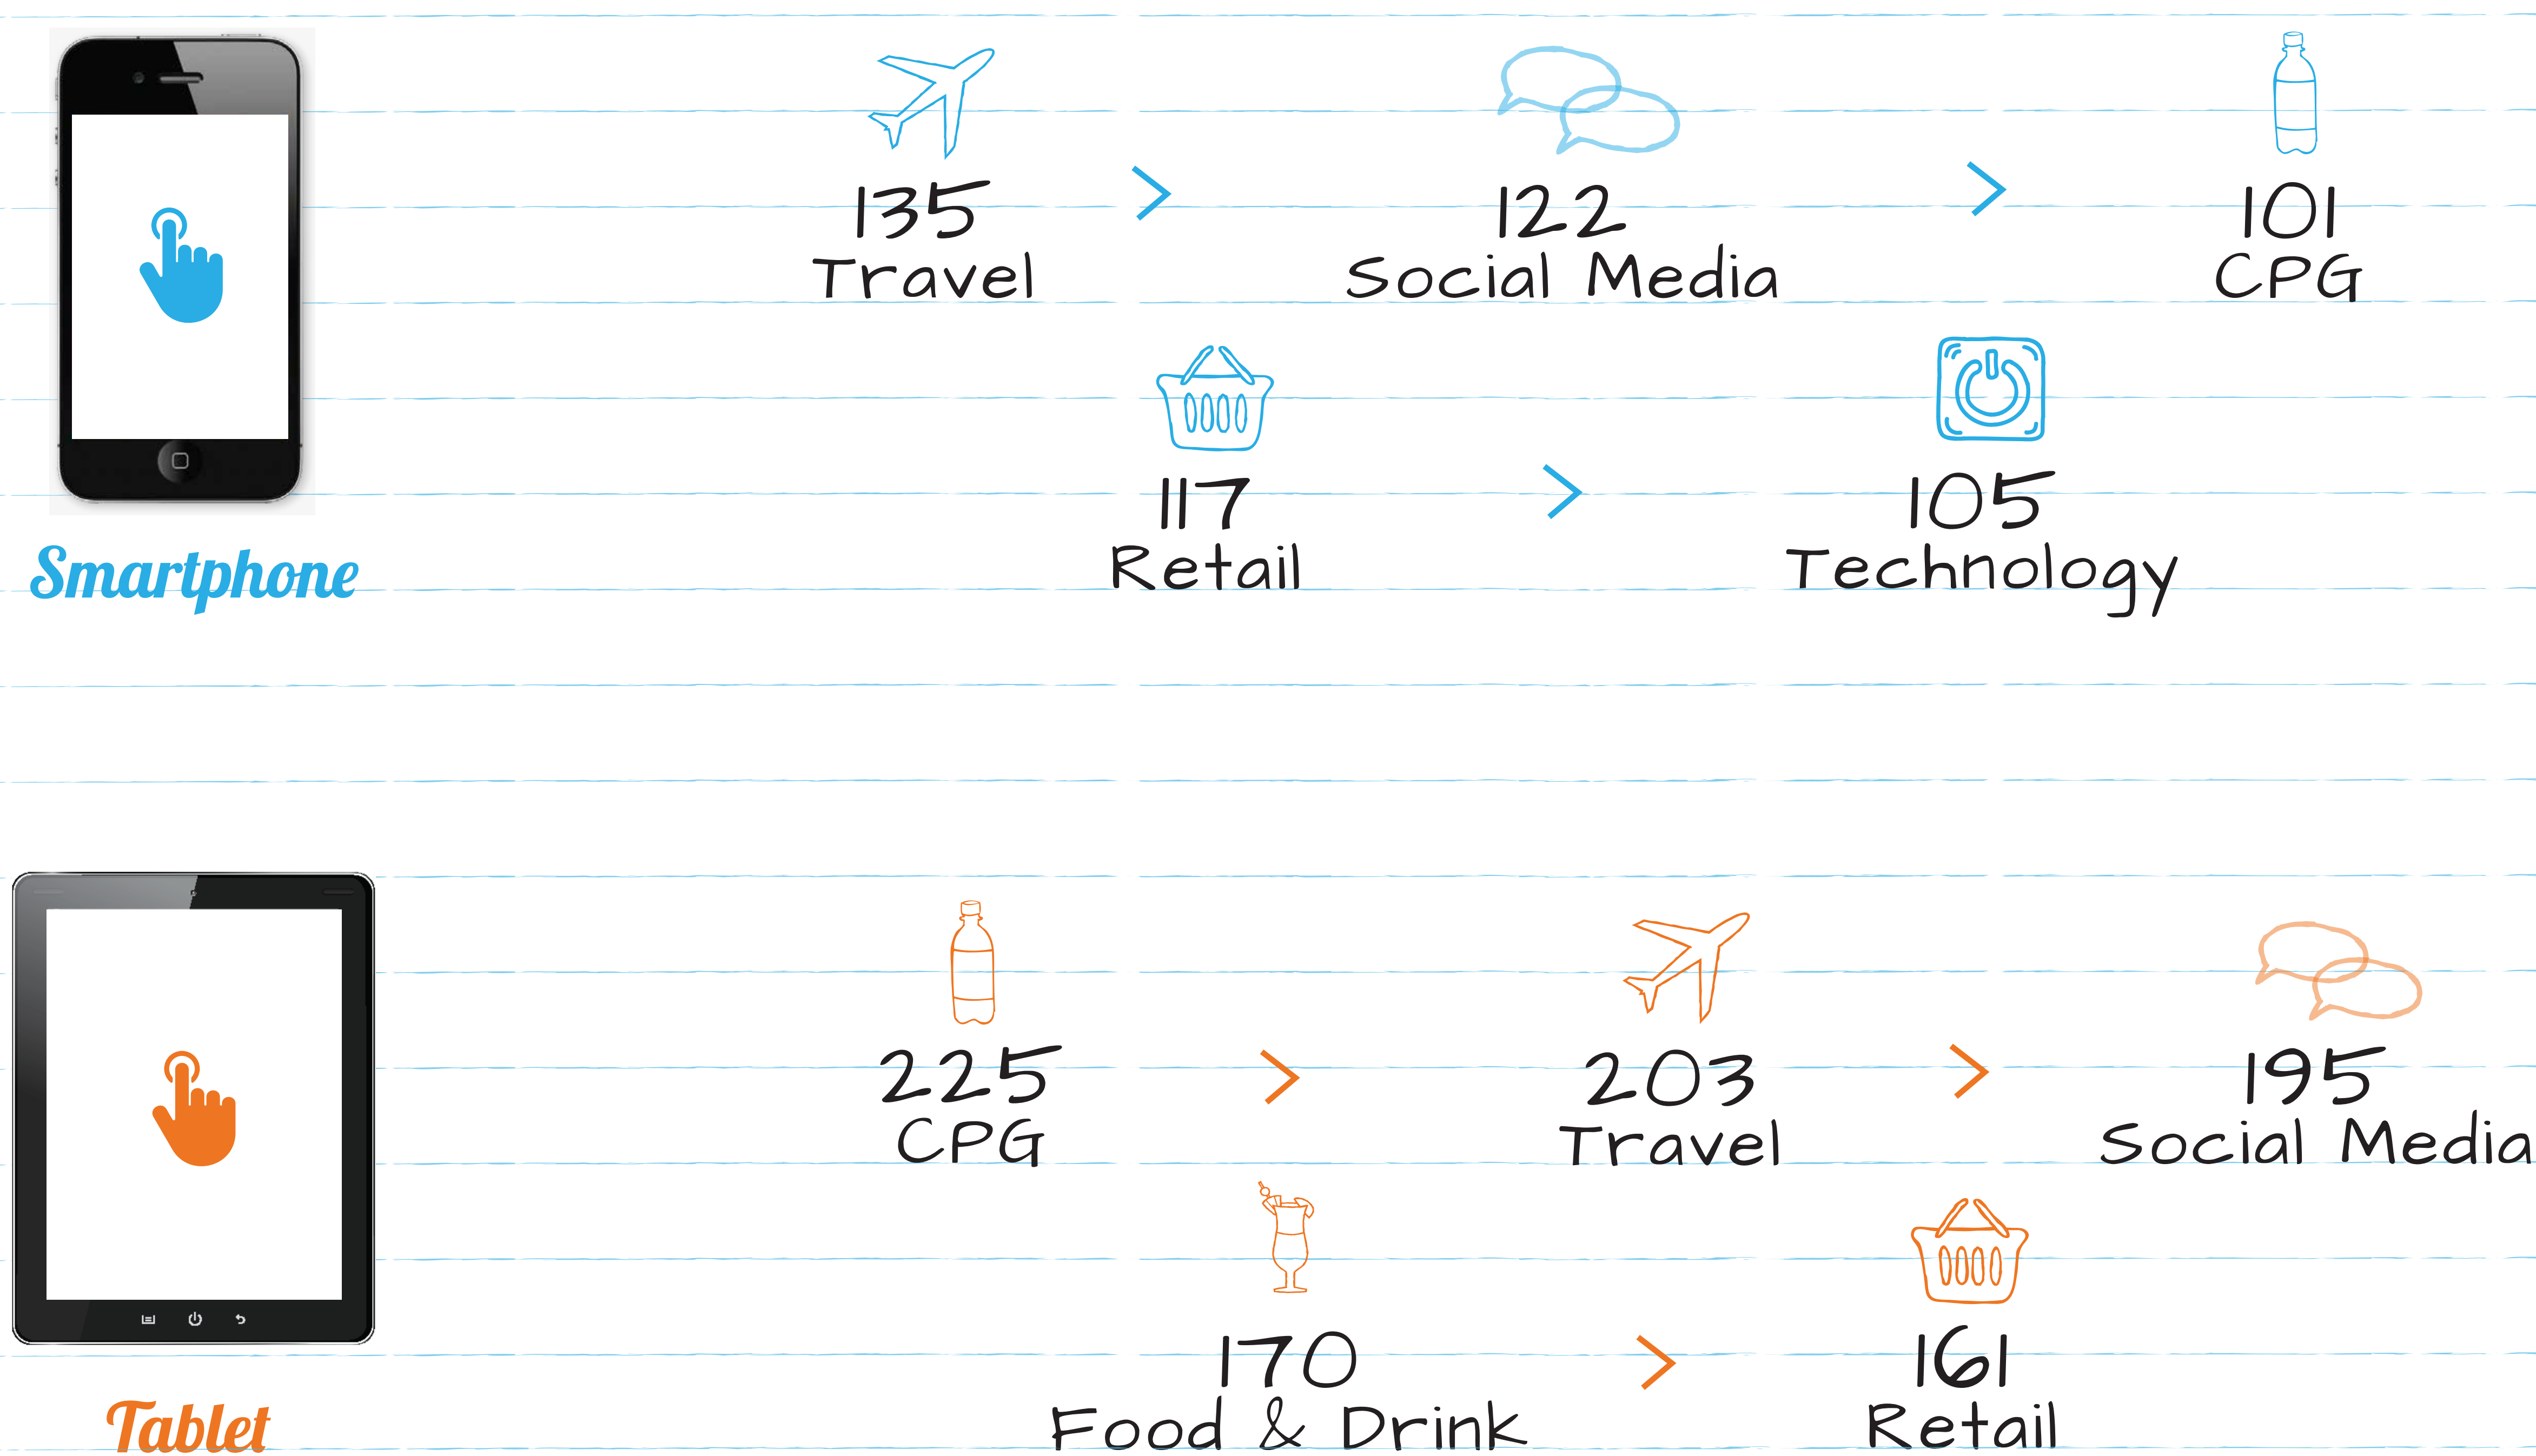 135 > 122 > 101
Travel Social Media CPG
117 > 105
Retail Technology
Smartphone
225 > 203 > 195
CPG Travel Social Media
170 > 161
Food & Drink Retail
Tablet